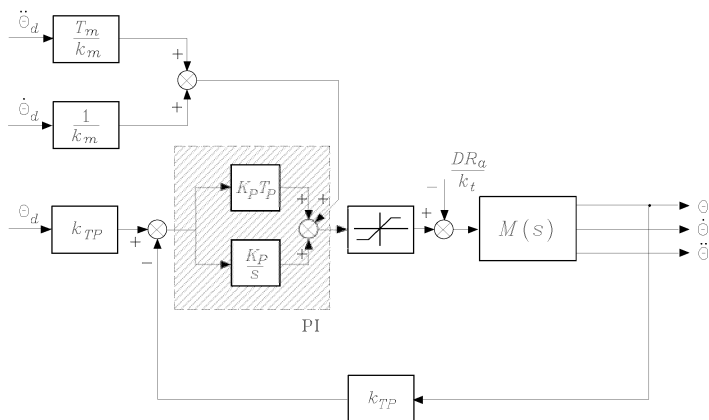 Θ̈_d
T_m / k_m
+
+
Θ̇_d
1 / k_m
Θ_d
k_TP
+
−
K_P T_P
K_P / s
+
+
+
PI
DR_a / k_t
−
+
M(s)
Θ
Θ̇
Θ̈
k_TP